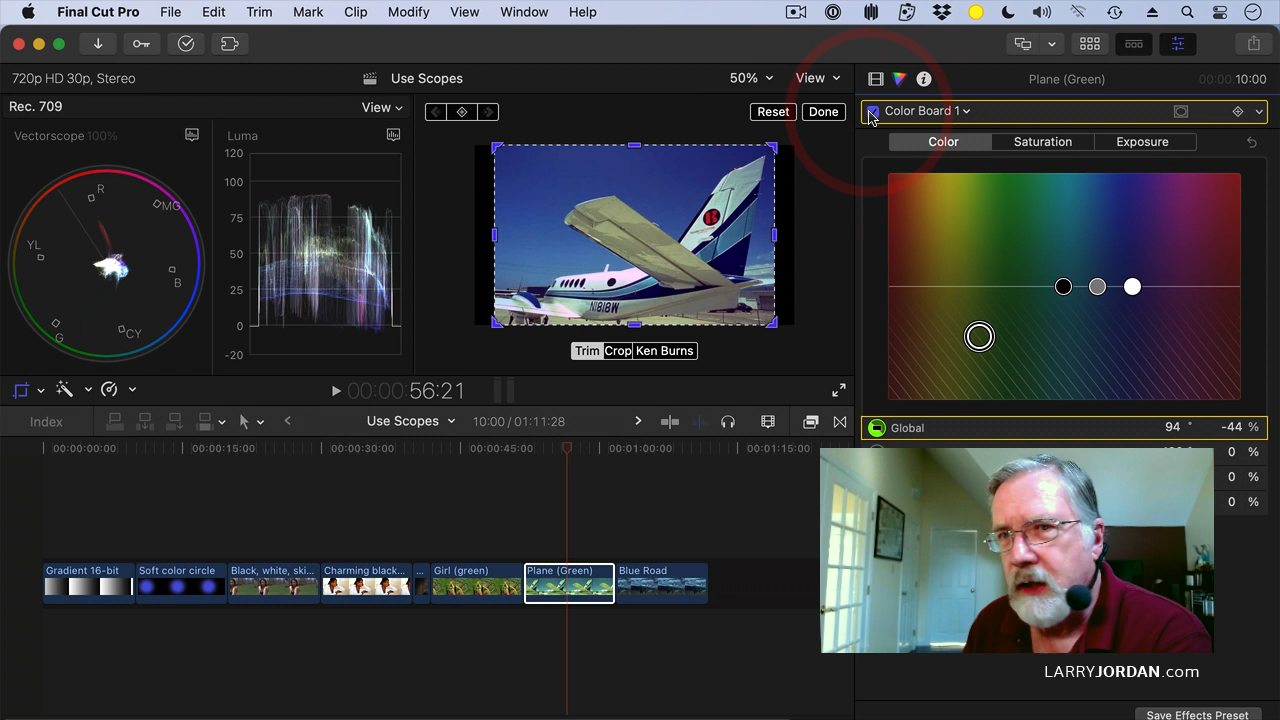 Final Cut Pro File Edit Trim Mark Clip Modify View Window Help
720p HD 30p, Stereo
Use Scopes
50%
View
Plane (Green)
00:00 10:00
Rec. 709
View
Reset
Done
Color Board 1
Vectorscope 100%
Luma
Color
Saturation
Exposure
120
100
75
50
25
0
-20
R
MG
YL
B
G
CY
N1818W
Trim
Crop
Ken Burns
00:00:56:21
Index
Use Scopes
10:00 / 01:11:28
Global
94 °
-44 %
0 %
0 %
0 %
00:00:00:00
00:00:15:00
00:00:30:00
00:00:45:00
00:01:00:00
00:01:15:00
Gradient 16-bit
Soft color circle
Black, white, ski...
Charming black...
...
Girl (green)
Plane (Green)
Blue Road
LARRYJORDAN.com
Save Effects Preset